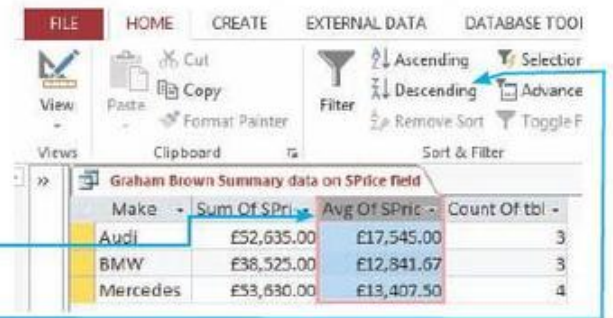 FILE HOME CREATE EXTERNAL DATA DATABASE TOOI
Cut
Copy
Format Painter
View
Paste
Filter
Ascending
Descending
Remove Sort
Selection
Advance
Toggle F
Views Clipboard Sort & Filter
» Graham Brown Summary data on SPrice field
Make Sum Of SPri Avg Of SPric Count Of tbl
Audi £52,635.00 £17,545.00 3
BMW £38,525.00 £12,841.67 3
Mercedes £53,630.00 £13,407.50 4